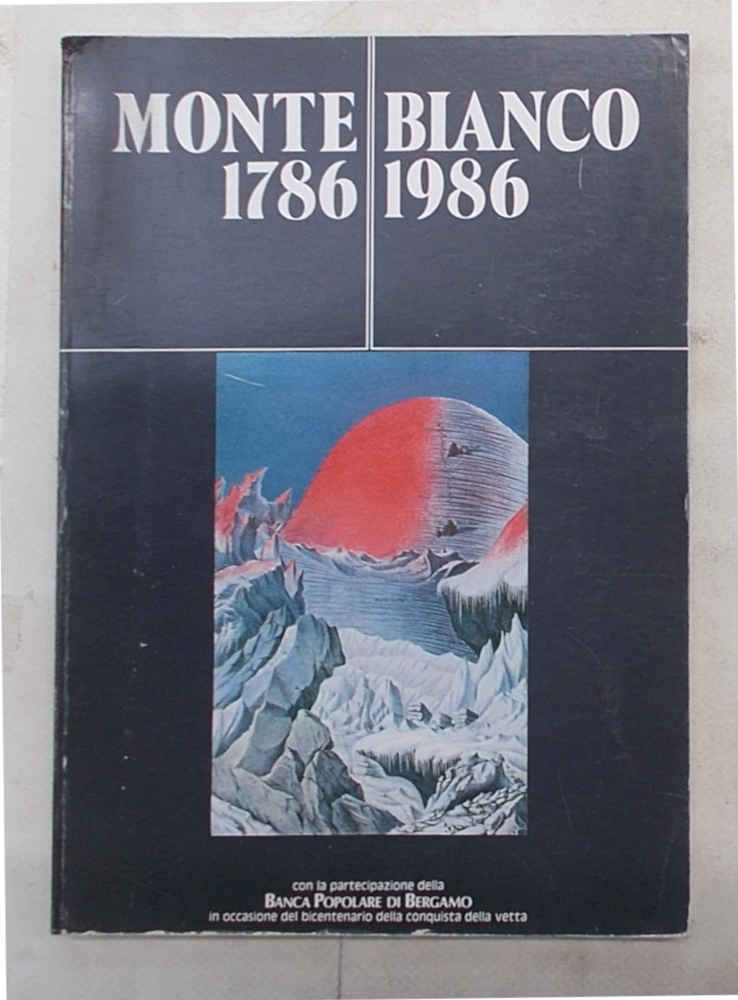 MONTE BIANCO
1786 1986
con la partecipazione della
BANCA POPOLARE DI BERGAMO
in occasione del bicentenario della conquista della vetta